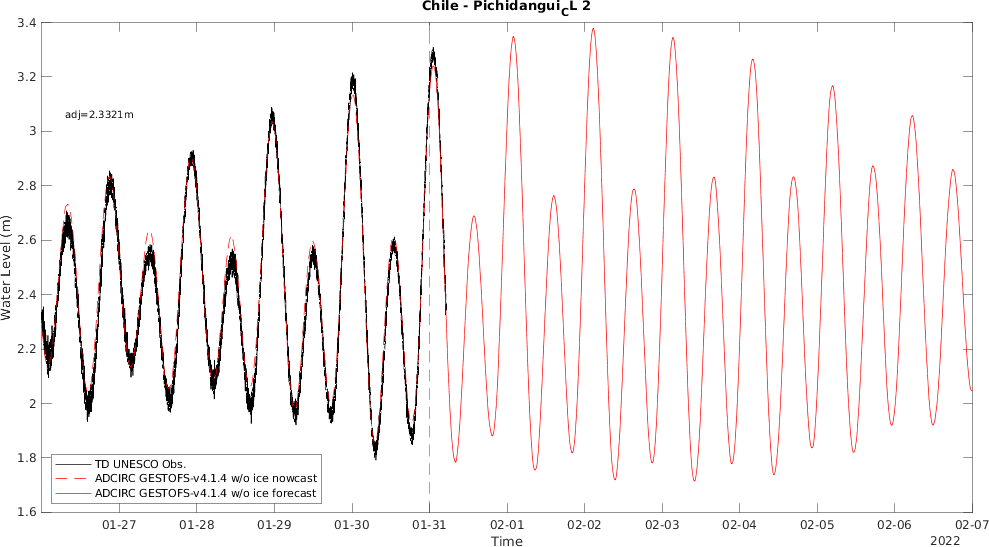 Chile - Pichidangui_CL 2
3.4
3.2
3
2.8
2.6
2.4
2.2
2
1.8
1.6
Water Level (m)
adj=2.3321m
TD UNESCO Obs.
ADCIRC GESTOFS-v4.1.4 w/o ice nowcast
ADCIRC GESTOFS-v4.1.4 w/o ice forecast
01-27 01-28 01-29 01-30 01-31 02-01 02-02 02-03 02-04 02-05 02-06 02-07
Time
2022